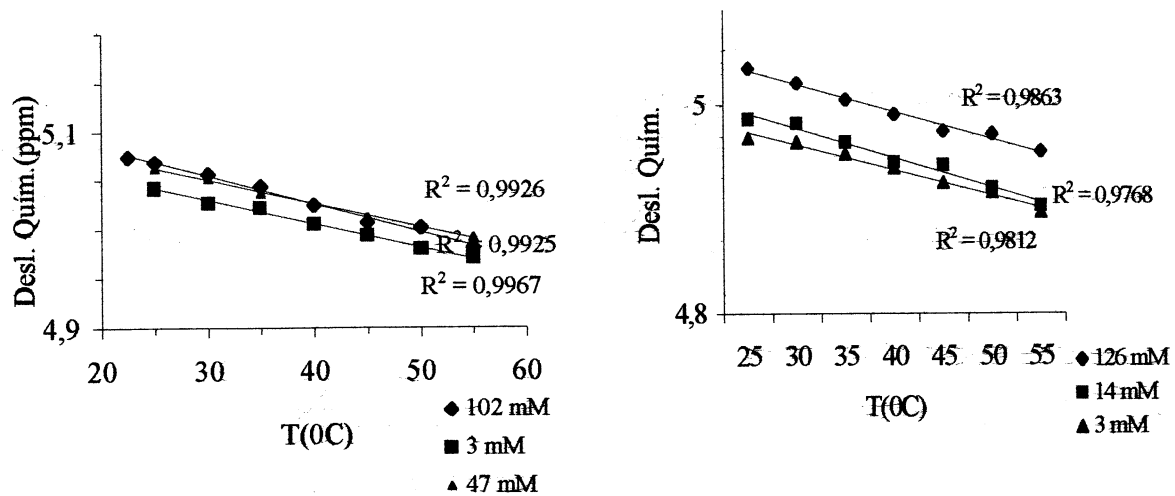 Desl. Quím.(ppm)
5,1
4,9
20 30 40 50 60
T(0C)
R² = 0,9926
R² = 0,9925
R² = 0,9967
102 mM
3 mM
47 mM
Desl. Quím.
5
4,8
25 30 35 40 45 50 55
T(0C)
R² = 0,9863
R² = 0,9768
R² = 0,9812
126 mM
14 mM
3 mM